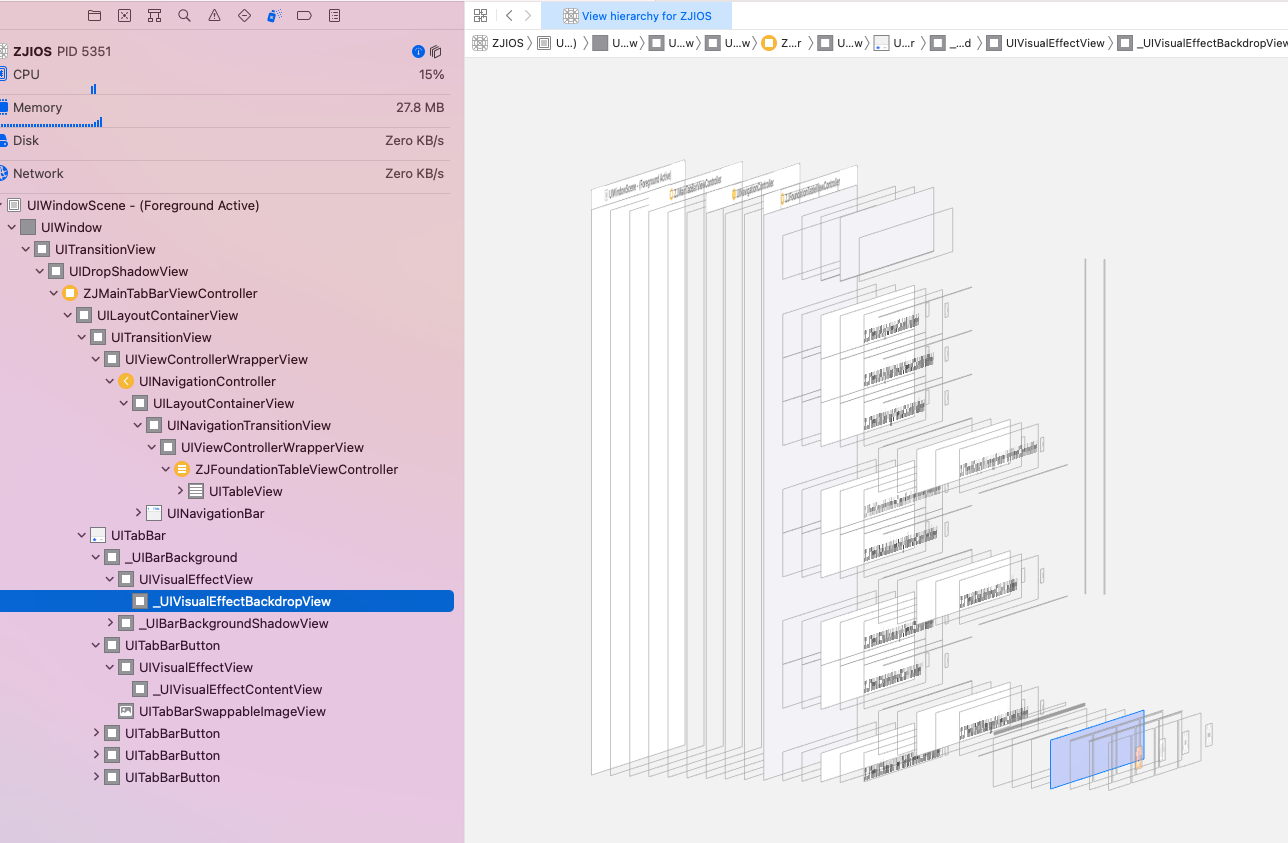 View hierarchy for ZJIOS
ZJIOS U...) U...w U...w U...w Z...r U...w U...r _...d UIVisualEffectView _UIVisualEffectBackdropView
ZJIOS PID 5351
CPU 15%
Memory 27.8 MB
Disk Zero KB/s
Network Zero KB/s
UIWindowScene - (Foreground Active)
UIWindow
UITransitionView
UIDropShadowView
ZJMainTabBarViewController
UILayoutContainerView
UITransitionView
UIViewControllerWrapperView
UINavigationController
UILayoutContainerView
UINavigationTransitionView
UIViewControllerWrapperView
ZJFoundationTableViewController
UITableView
UINavigationBar
UITabBar
_UIBarBackground
UIVisualEffectView
_UIVisualEffectBackdropView
_UIBarBackgroundShadowView
UITabBarButton
UIVisualEffectView
_UIVisualEffectContentView
UITabBarSwappableImageView
UITabBarButton
UITabBarButton
UITabBarButton
UIWindowScene - (Foreground Active)
ZJMainTabBarViewController
UINavigationController
ZJFoundationTableViewController